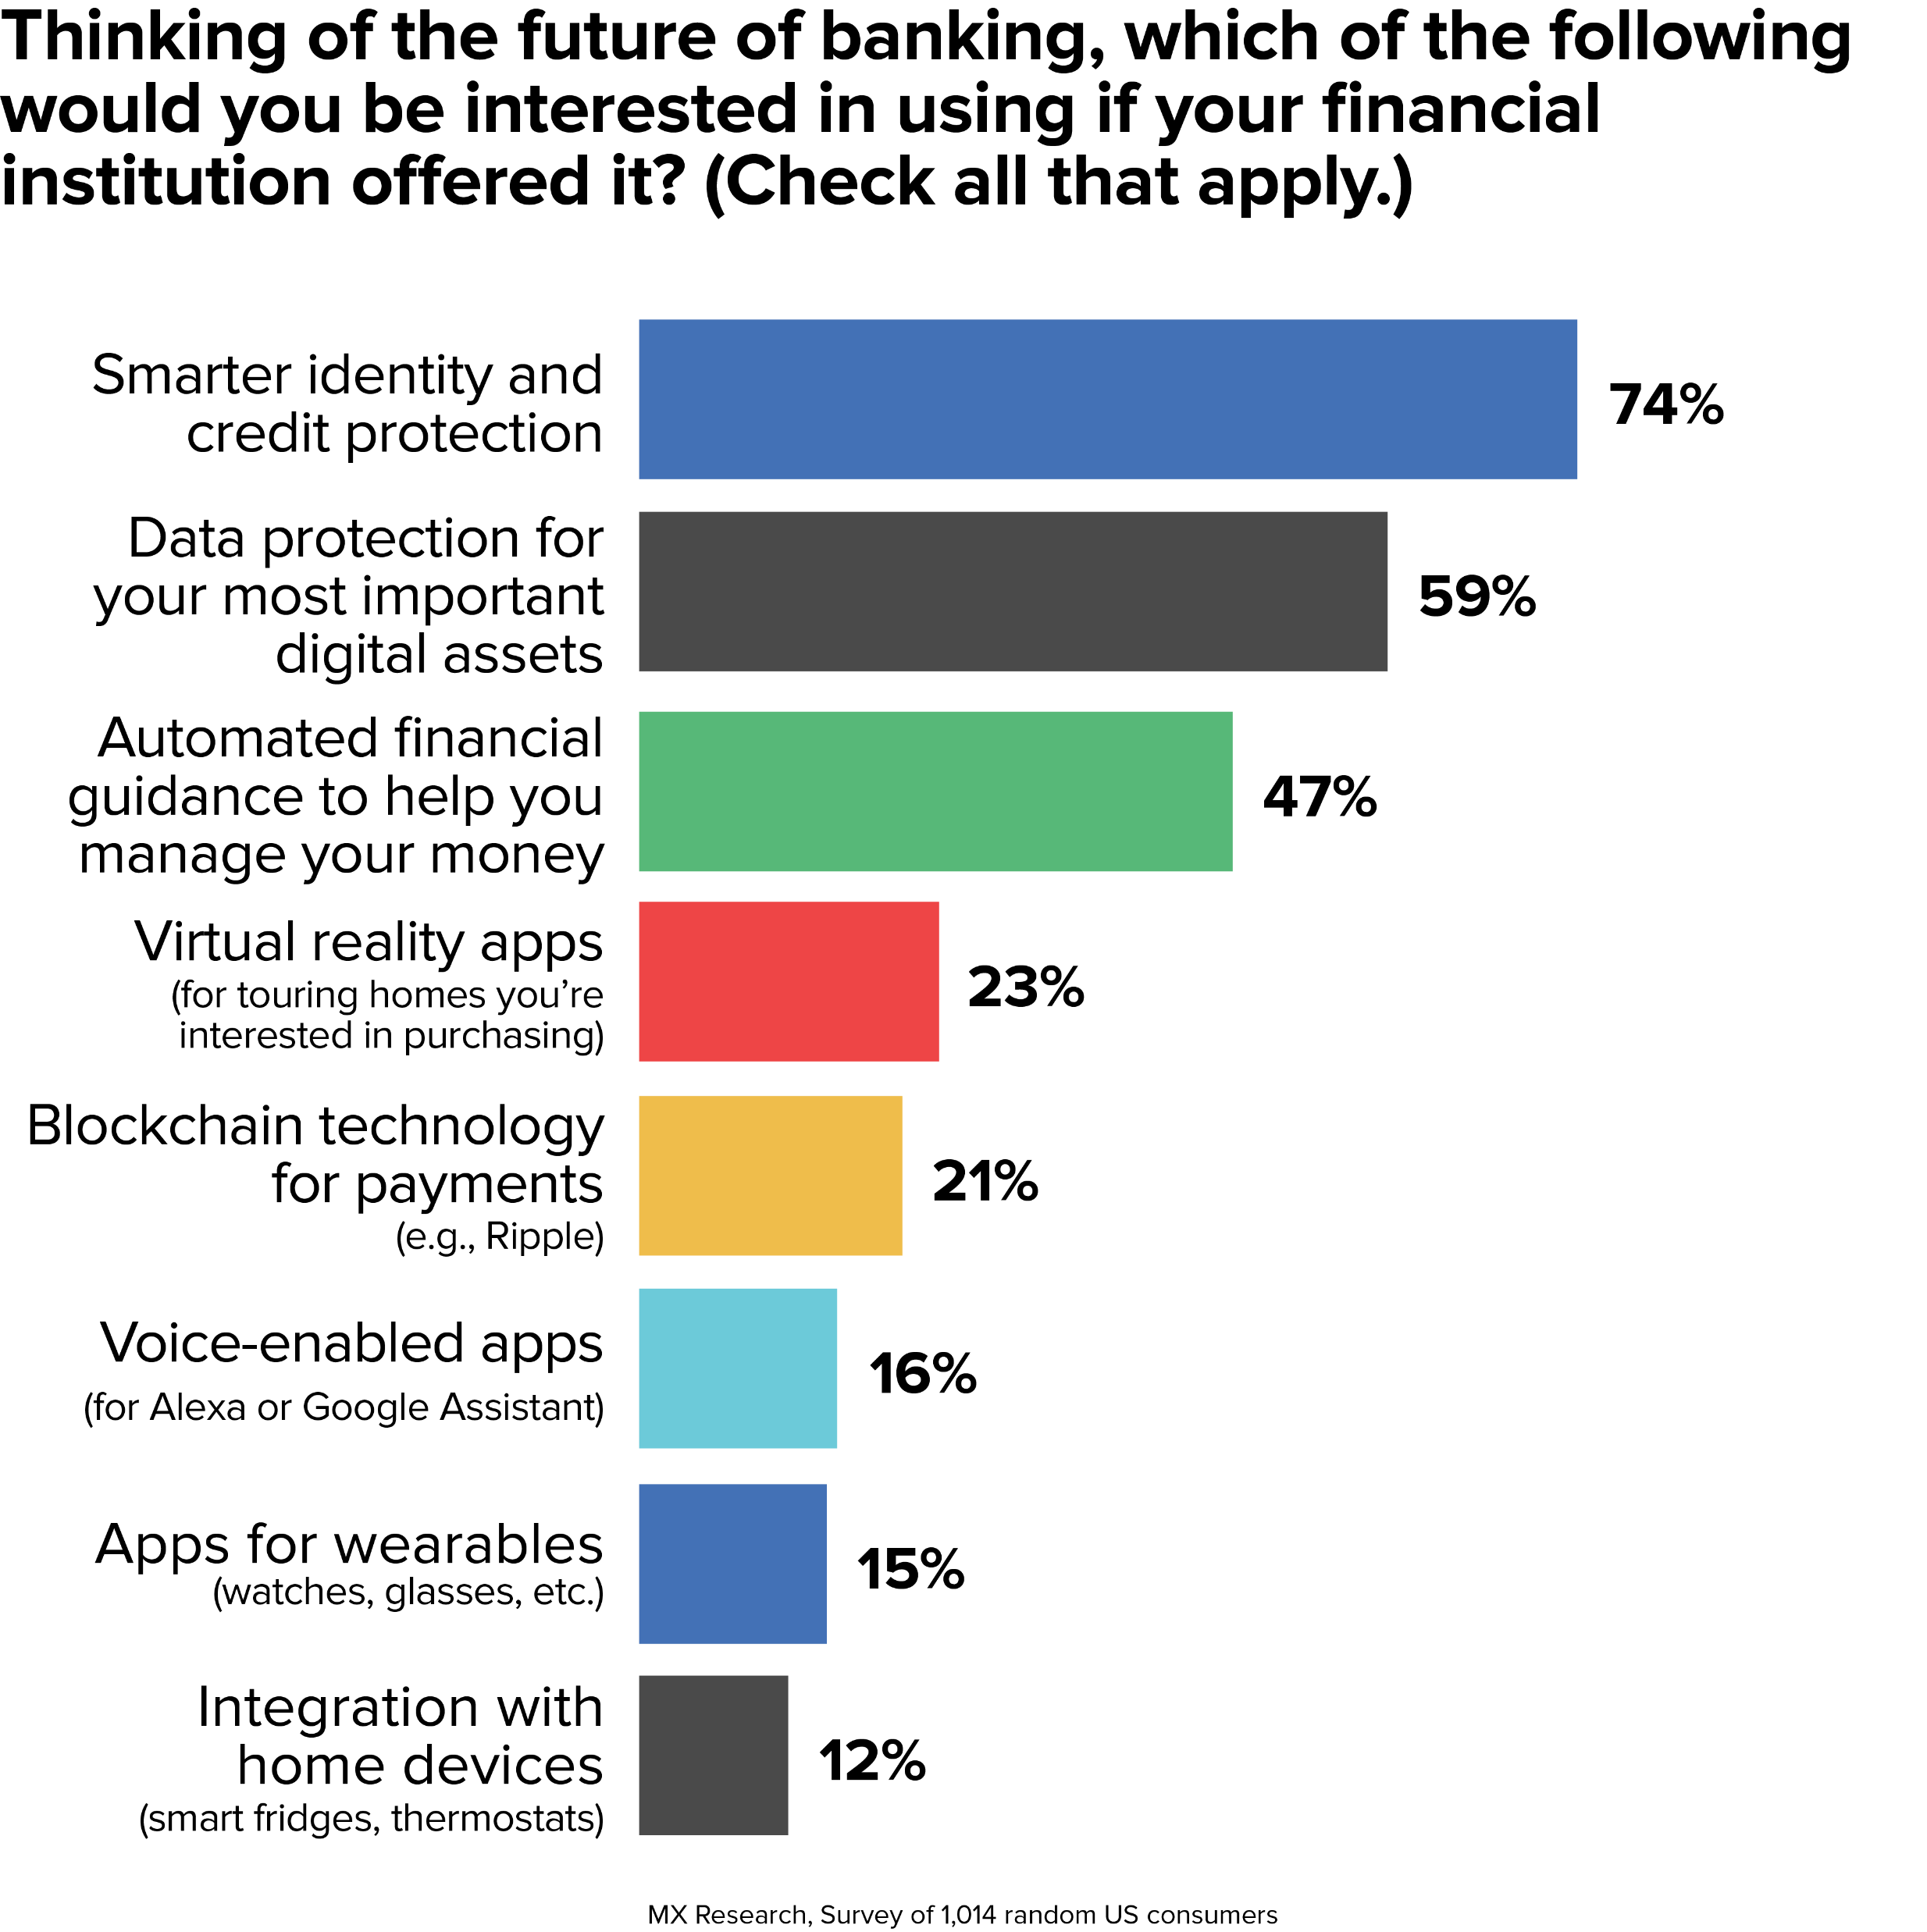 Thinking of the future of banking, which of the following
would you be interested in using if your financial
institution offered it? (Check all that apply.)
Smarter identity and
credit protection
74%
Data protection for
your most important
digital assets
59%
Automated financial
guidance to help you
manage your money
47%
Virtual reality apps
(for touring homes you’re
interested in purchasing)
23%
Blockchain technology
for payments
(e.g., Ripple)
21%
Voice-enabled apps
(for Alexa or Google Assistant)
16%
Apps for wearables
(watches, glasses, etc.)
15%
Integration with
home devices
(smart fridges, thermostats)
12%
MX Research, Survey of 1,014 random US consumers